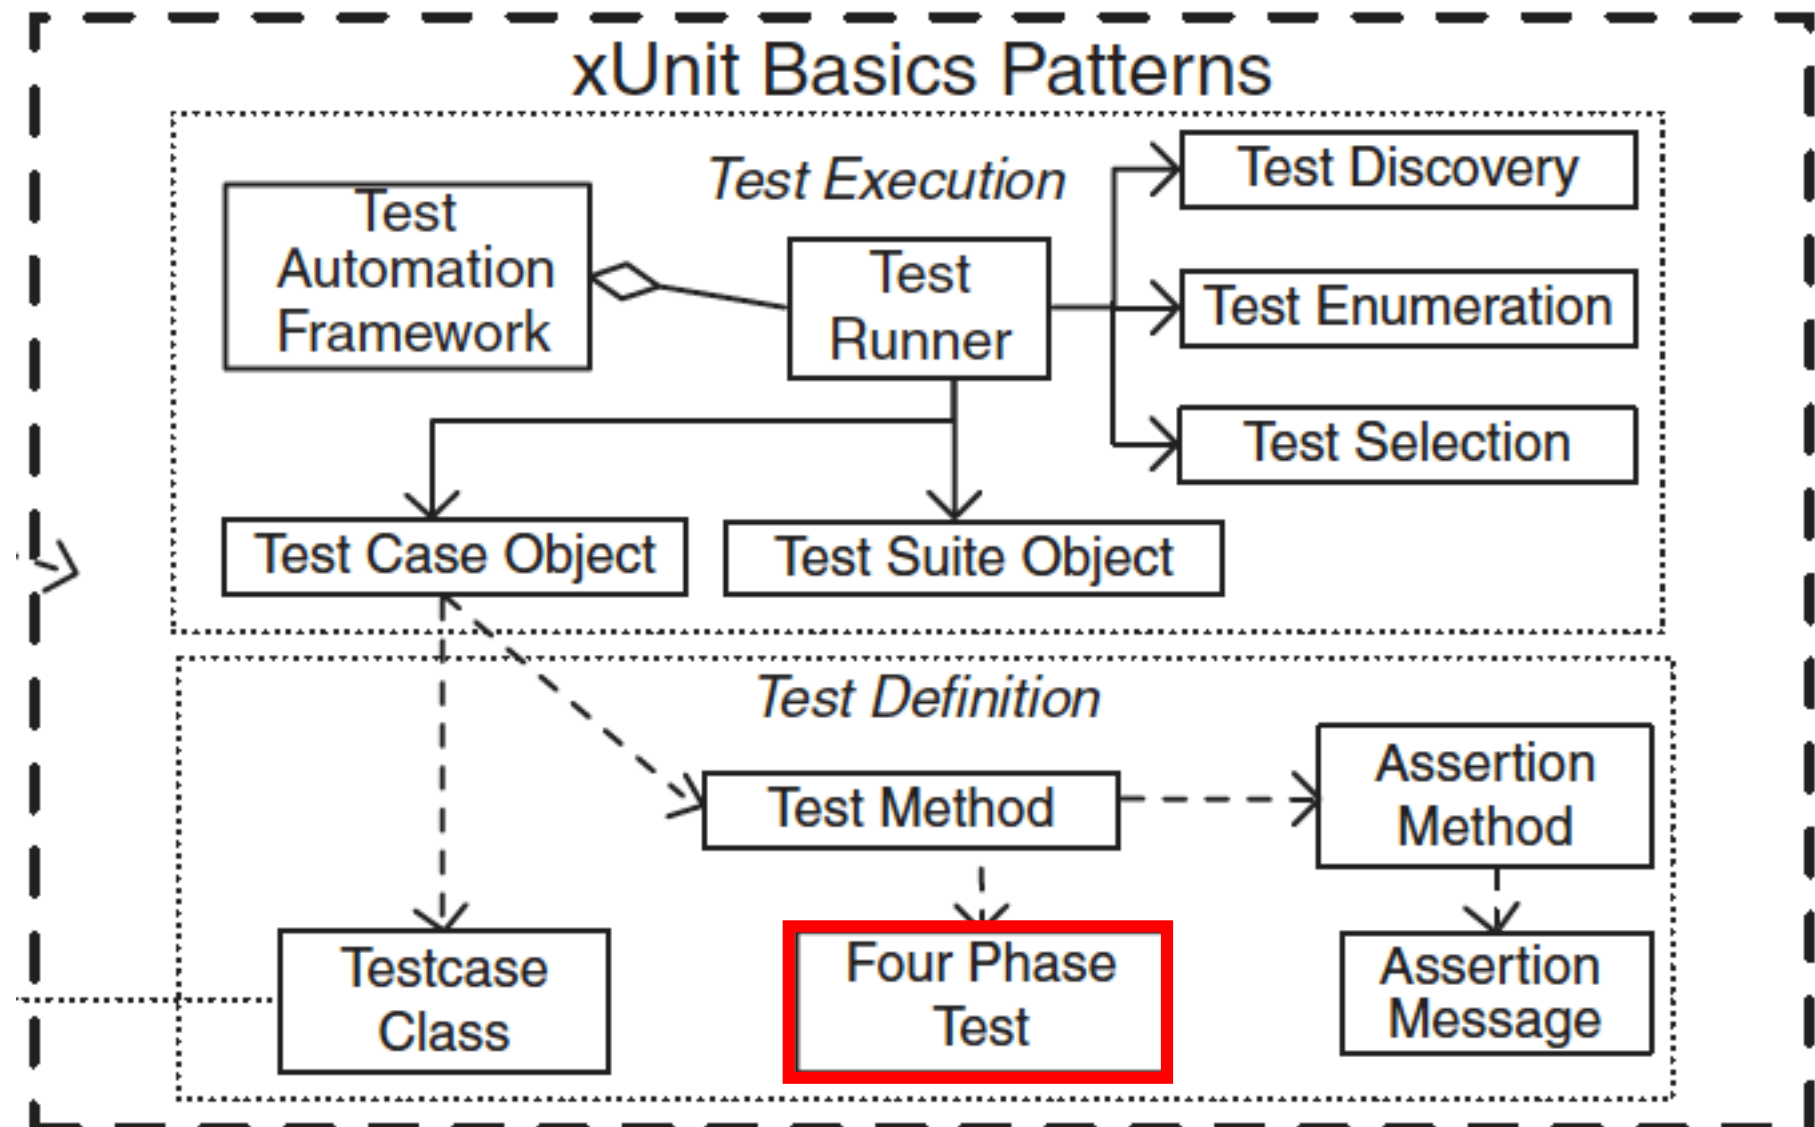 xUnit Basics Patterns
Test Execution
Test
Automation
Framework
Test
Runner
Test Discovery
Test Enumeration
Test Selection
Test Case Object
Test Suite Object
Test Definition
Test Method
Assertion
Method
Testcase
Class
Four Phase
Test
Assertion
Message